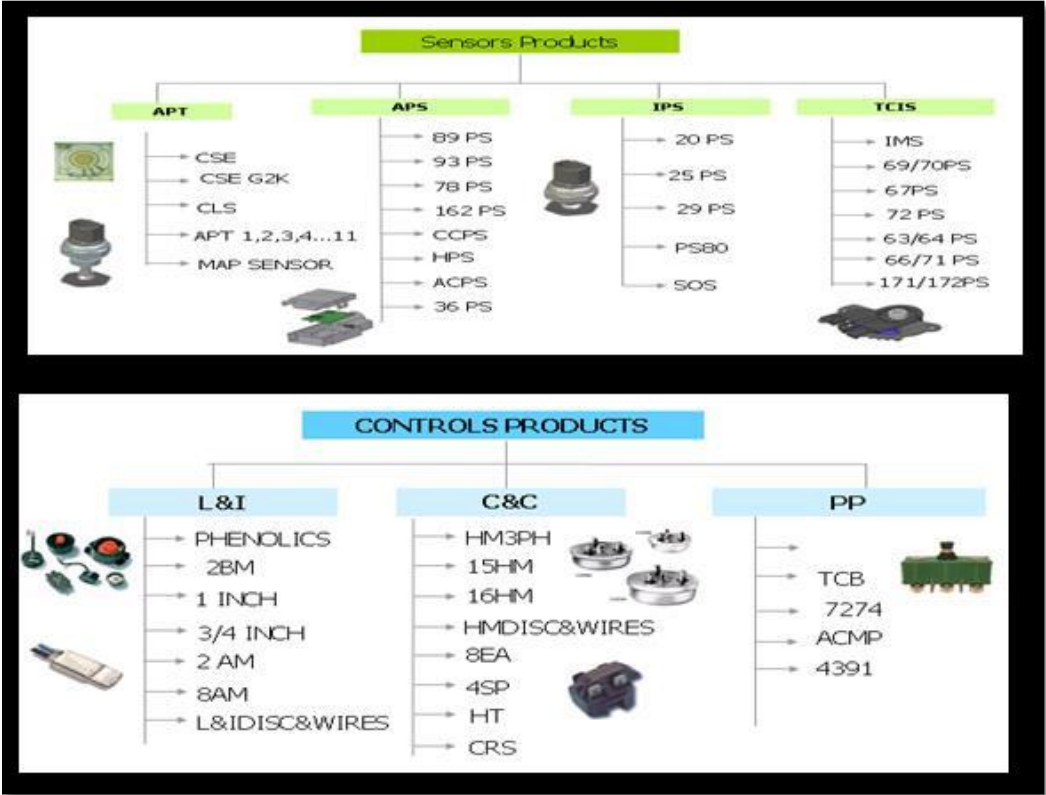 Sensors Products
APT
CSE
CSE G2K
CLS
APT 1,2,3,4...11
MAP SENSOR
APS
89 PS
93 PS
78 PS
162 PS
CCPS
HPS
ACPS
36 PS
IPS
20 PS
25 PS
29 PS
PS80
SOS
TCIS
IMS
69/70PS
67PS
72 PS
63/64 PS
66/71 PS
171/172PS
CONTROLS PRODUCTS
L&I
PHENOLICS
2BM
1 INCH
3/4 INCH
2 AM
8AM
L&IDISC&WIRES
C&C
HM3PH
15HM
16HM
HMDISC&WIRES
8EA
4SP
HT
CRS
PP
TCB
7274
ACMP
4391